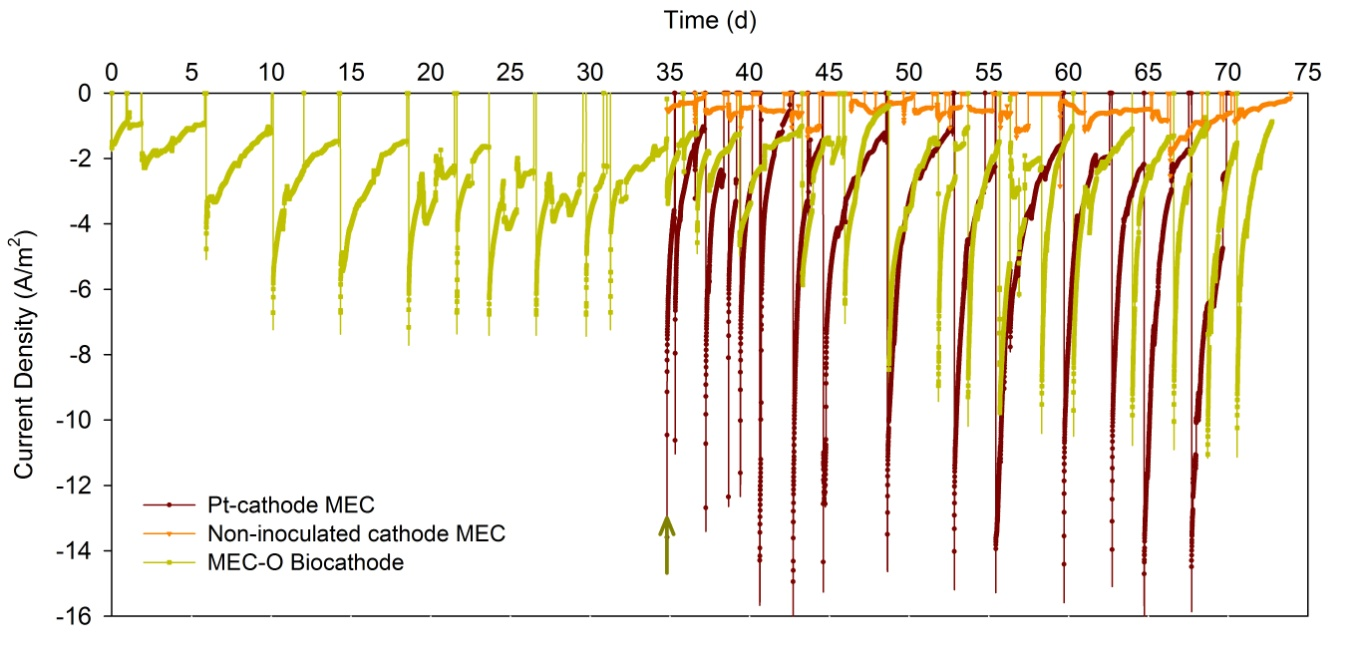 Time (d)
0 5 10 15 20 25 30 35 40 45 50 55 60 65 70 75
0
-2
-4
-6
-8
-10
-12
-14
-16
Current Density (A/m²)
Pt-cathode MEC
Non-inoculated cathode MEC
MEC-O Biocathode